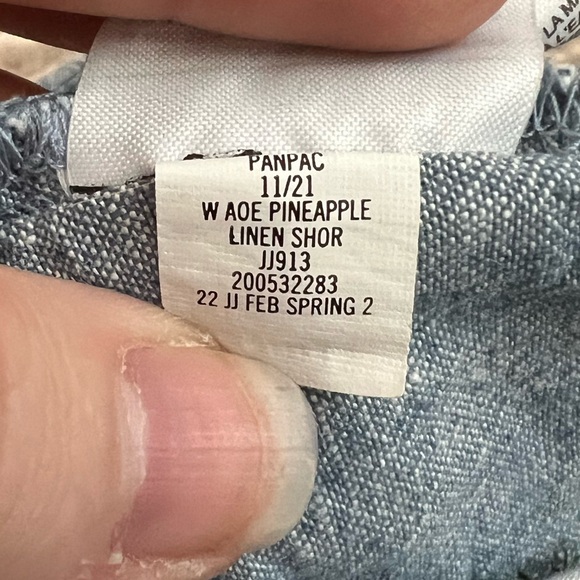 PANPAC
11/21
W AOE PINEAPPLE
LINEN SHOR
JJ913
200532283
22 JJ FEB SPRING 2